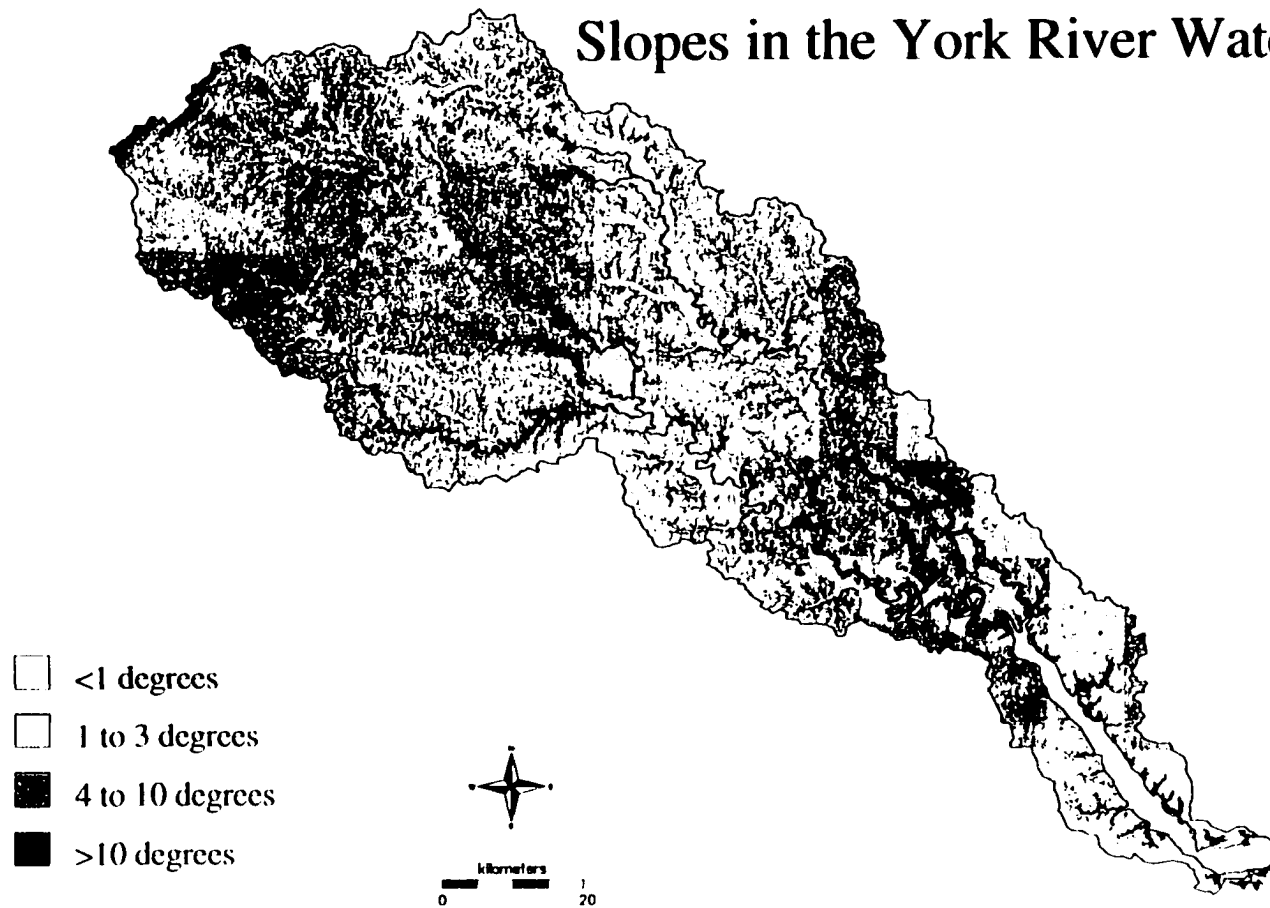 Slopes in the York River Wat
<1 degrees
1 to 3 degrees
4 to 10 degrees
>10 degrees
kilometers
0 20